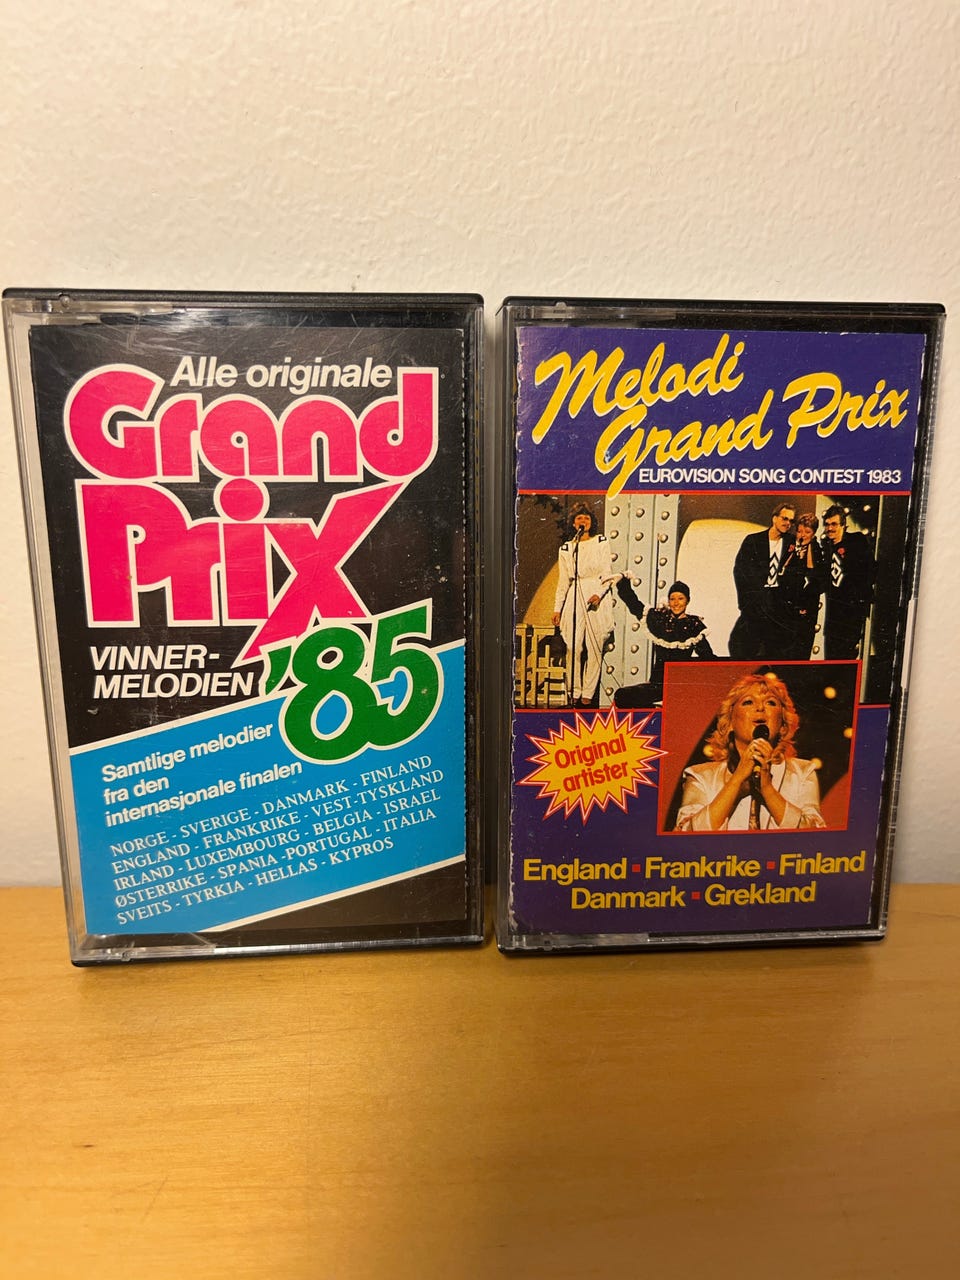 Alle originale
Grand
Prix
'85
VINNER-
MELODIEN
Samtlige melodier
fra den
internasjonale finalen
NORGE - SVERIGE - DANMARK - FINLAND
ENGLAND - FRANKRIKE - VEST-TYSKLAND
IRLAND - LUXEMBOURG - BELGIA - ISRAEL
ØSTERRIKE - SPANIA -PORTUGAL - ITALIA
SVEITS - TYRKIA - HELLAS - KYPROS
Melodi
Grand Prix
EUROVISION SONG CONTEST 1983
Original
artister
England ▪ Frankrike ▪ Finland
Danmark ▪ Grekland